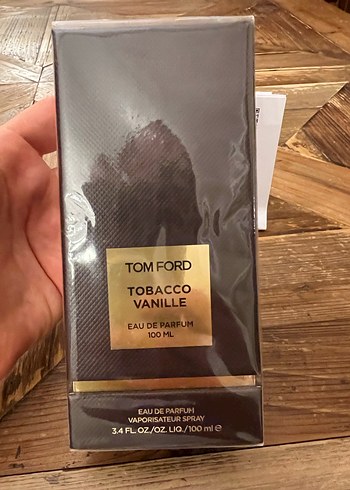 TOM FORD
TOBACCO
VANILLE
EAU DE PARFUM
100 ML
EAU DE PARFUM
VAPORISATEUR SPRAY
3.4 FL.OZ./OZ. LIQ./100 ml e